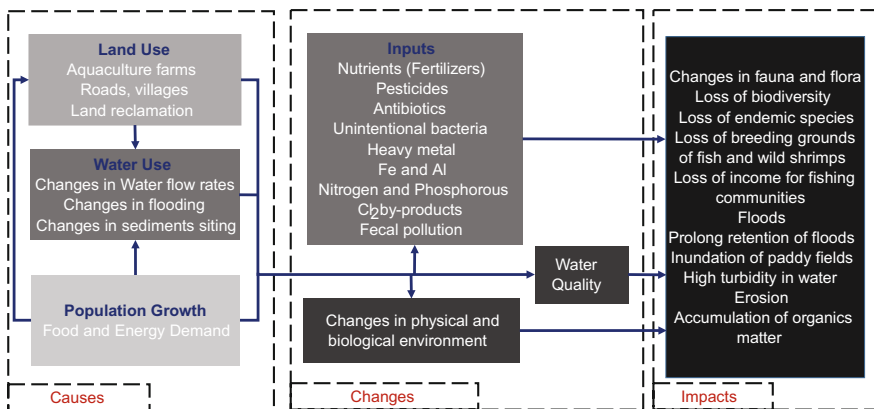 Land Use
Aquaculture farms
Roads, villages
Land reclamation
Water Use
Changes in Water flow rates
Changes in flooding
Changes in sediments siting
Population Growth
Food and Energy Demand
Causes
Inputs
Nutrients (Fertilizers)
Pesticides
Antibiotics
Unintentional bacteria
Heavy metal
Fe and Al
Nitrogen and Phosphorous
Cl2by-products
Fecal pollution
Water
Quality
Changes in physical and
biological environment
Changes
Changes in fauna and flora
Loss of biodiversity
Loss of endemic species
Loss of breeding grounds
of fish and wild shrimps
Loss of income for fishing
communities
Floods
Prolong retention of floods
Inundation of paddy fields
High turbidity in water
Erosion
Accumulation of organics
matter
Impacts